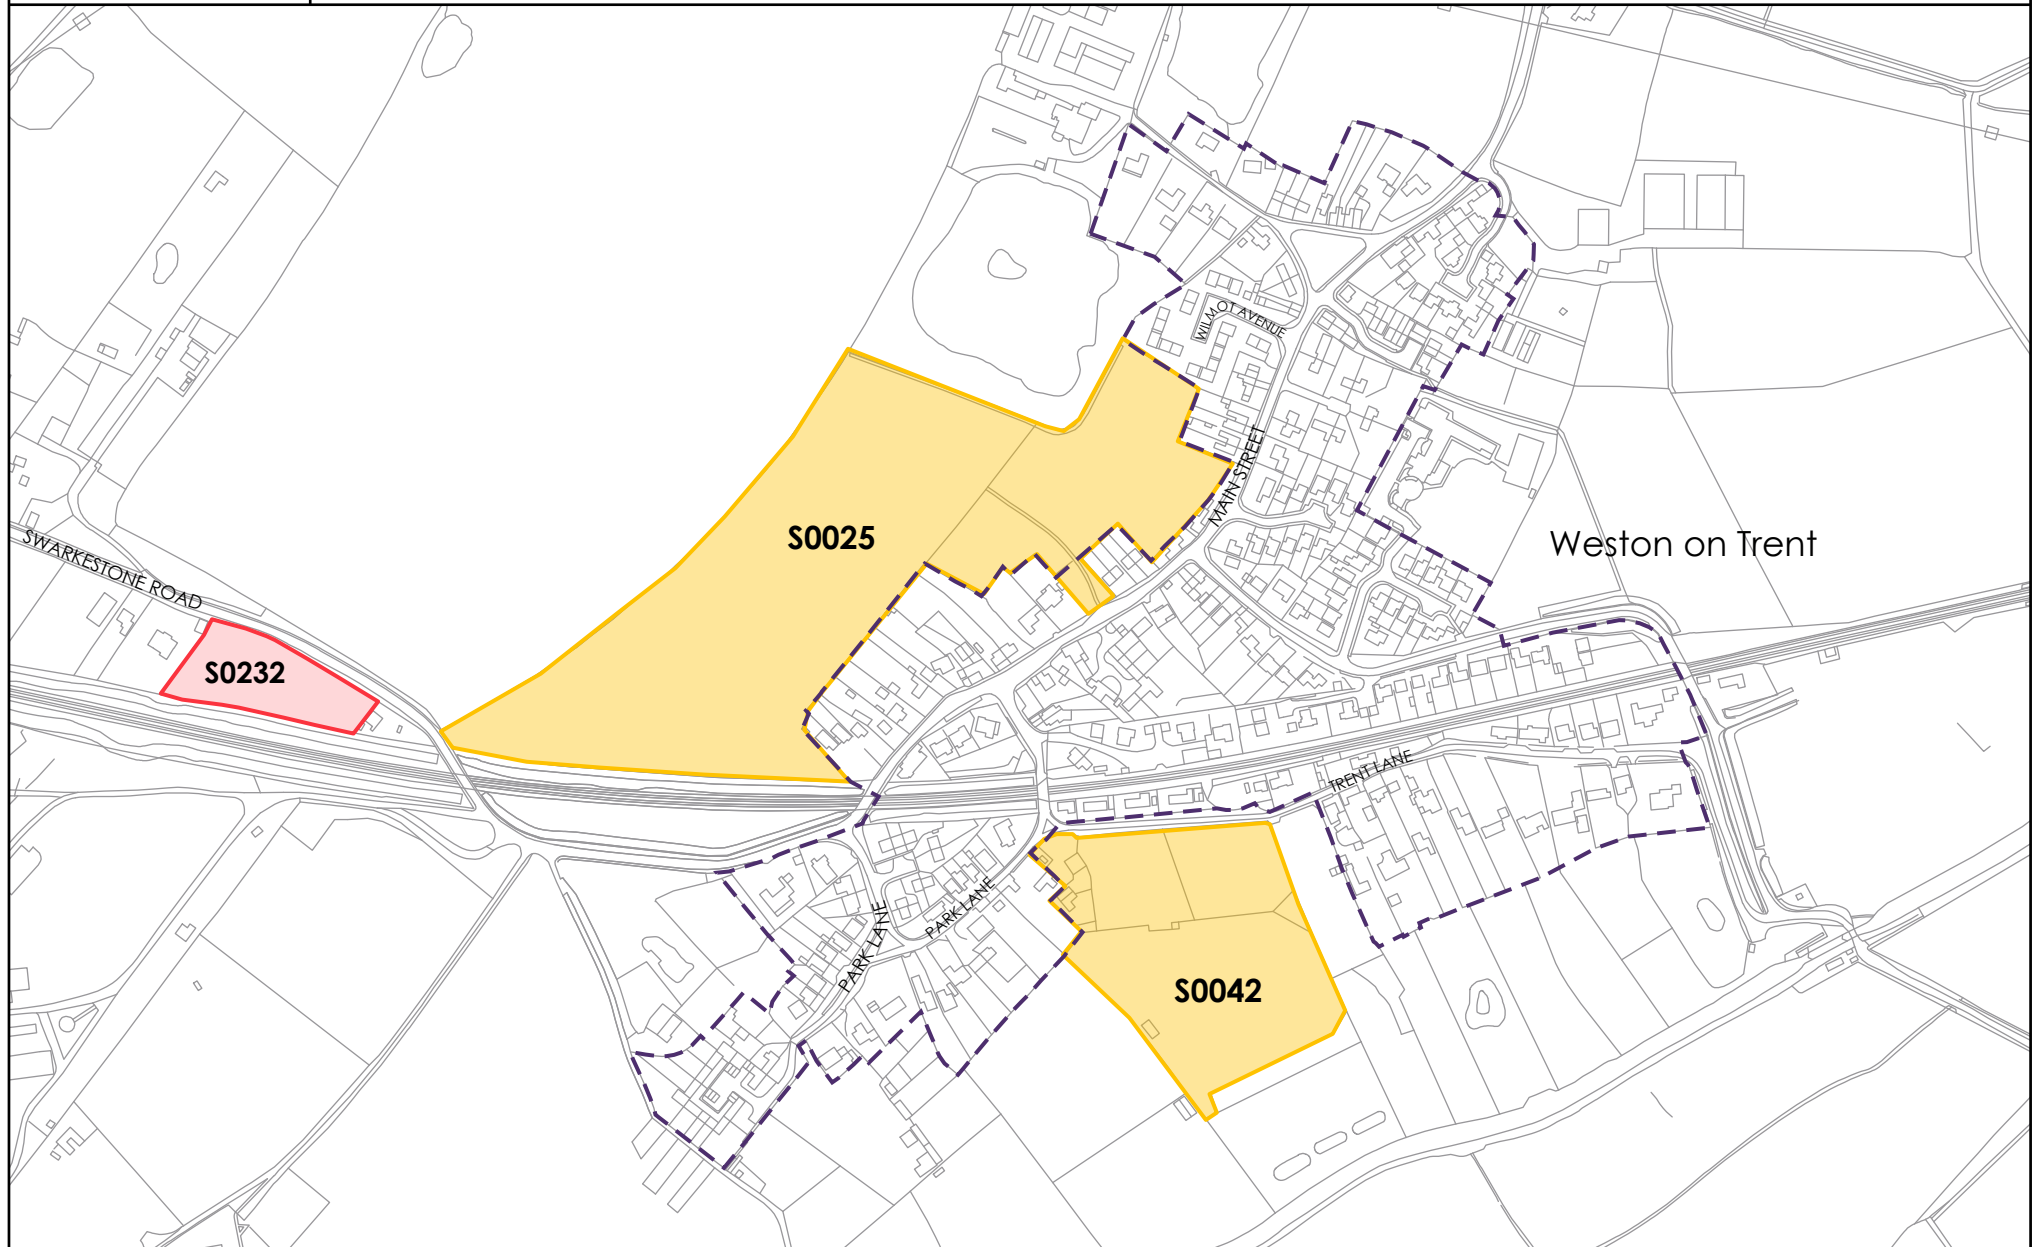 WILMOT AVENUE
MAIN STREET
S0025
Weston on Trent
SWARKESTONE ROAD
S0232
TRENT LANE
PARK LANE
PARK LANE
S0042